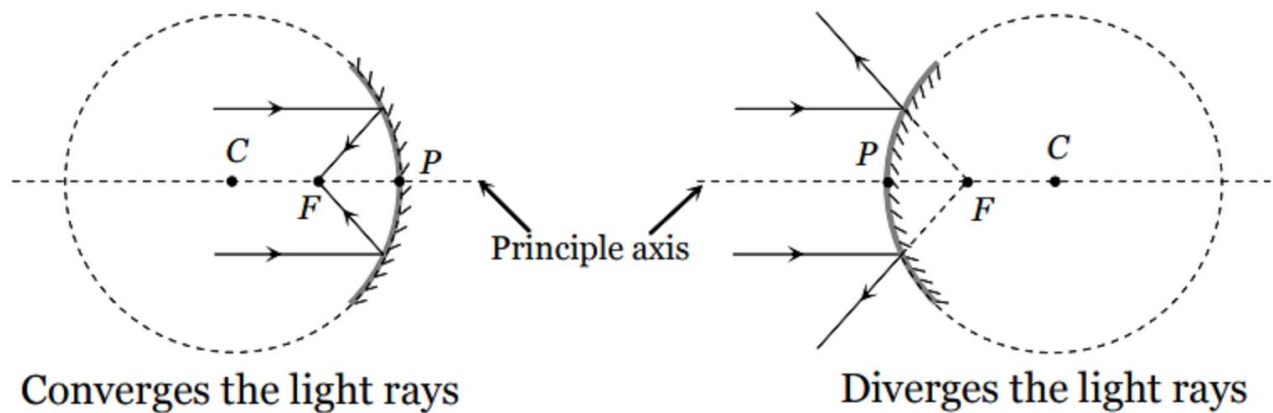 C
P
F
P
C
F
Principle axis
Converges the light rays
Diverges the light rays